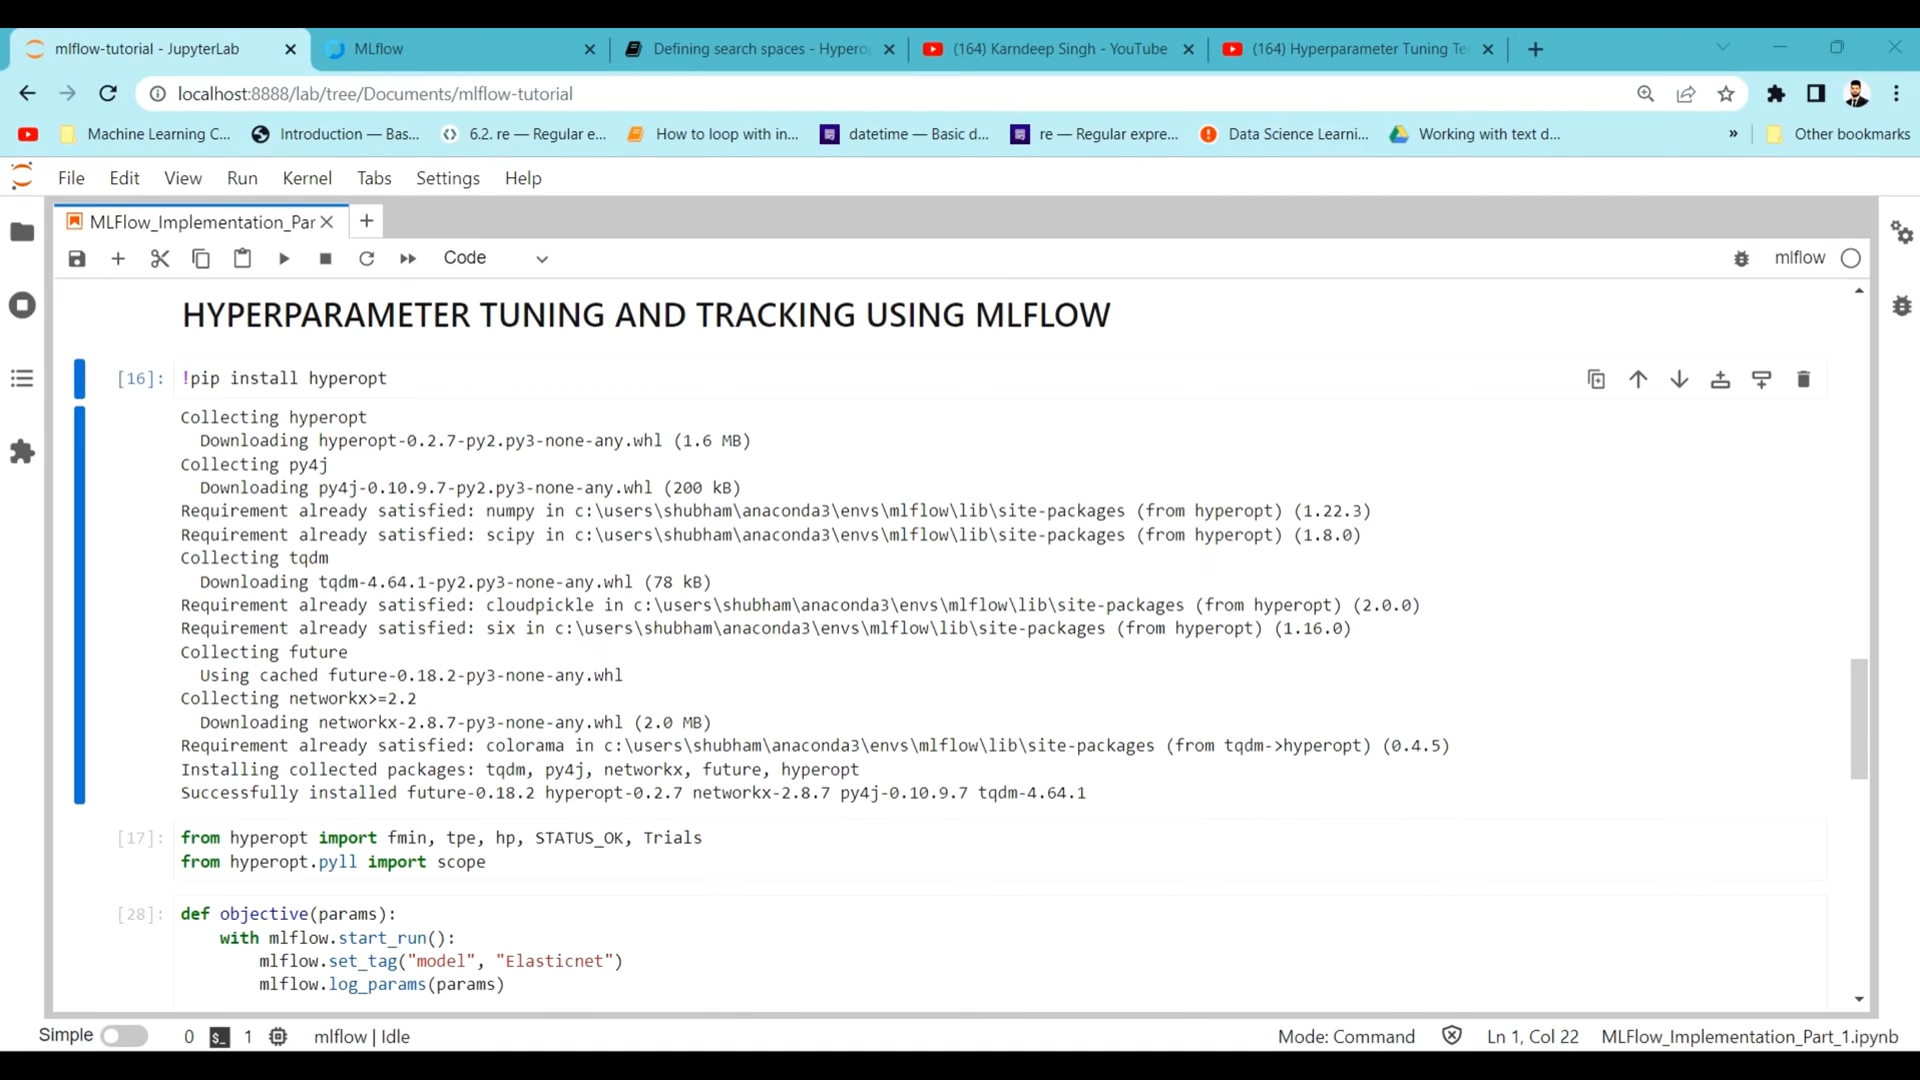 mlflow-tutorial - JupyterLab
MLflow
Defining search spaces - Hyperop
(164) Karndeep Singh - YouTube
(164) Hyperparameter Tuning Te
localhost:8888/lab/tree/Documents/mlflow-tutorial
Machine Learning C...
Introduction — Bas...
6.2. re — Regular e...
How to loop with in...
datetime — Basic d...
re — Regular expre...
Data Science Learni...
Working with text d...
»
Other bookmarks
File Edit View Run Kernel Tabs Settings Help
MLFlow_Implementation_Par
Code
mlflow
HYPERPARAMETER TUNING AND TRACKING USING MLFLOW
[16]: !pip install hyperopt
Collecting hyperopt
Downloading hyperopt-0.2.7-py2.py3-none-any.whl (1.6 MB)
Collecting py4j
Downloading py4j-0.10.9.7-py2.py3-none-any.whl (200 kB)
Requirement already satisfied: numpy in c:\users\shubham\anaconda3\envs\mlflow\lib\site-packages (from hyperopt) (1.22.3)
Requirement already satisfied: scipy in c:\users\shubham\anaconda3\envs\mlflow\lib\site-packages (from hyperopt) (1.8.0)
Collecting tqdm
Downloading tqdm-4.64.1-py2.py3-none-any.whl (78 kB)
Requirement already satisfied: cloudpickle in c:\users\shubham\anaconda3\envs\mlflow\lib\site-packages (from hyperopt) (2.0.0)
Requirement already satisfied: six in c:\users\shubham\anaconda3\envs\mlflow\lib\site-packages (from hyperopt) (1.16.0)
Collecting future
Using cached future-0.18.2-py3-none-any.whl
Collecting networkx>=2.2
Downloading networkx-2.8.7-py3-none-any.whl (2.0 MB)
Requirement already satisfied: colorama in c:\users\shubham\anaconda3\envs\mlflow\lib\site-packages (from tqdm->hyperopt) (0.4.5)
Installing collected packages: tqdm, py4j, networkx, future, hyperopt
Successfully installed future-0.18.2 hyperopt-0.2.7 networkx-2.8.7 py4j-0.10.9.7 tqdm-4.64.1
[17]: from hyperopt import fmin, tpe, hp, STATUS_OK, Trials
from hyperopt.pyll import scope
[28]: def objective(params):
with mlflow.start_run():
mlflow.set_tag("model", "Elasticnet")
mlflow.log_params(params)
Simple 0 $_ 1 mlflow | Idle Mode: Command Ln 1, Col 22 MLFlow_Implementation_Part_1.ipynb